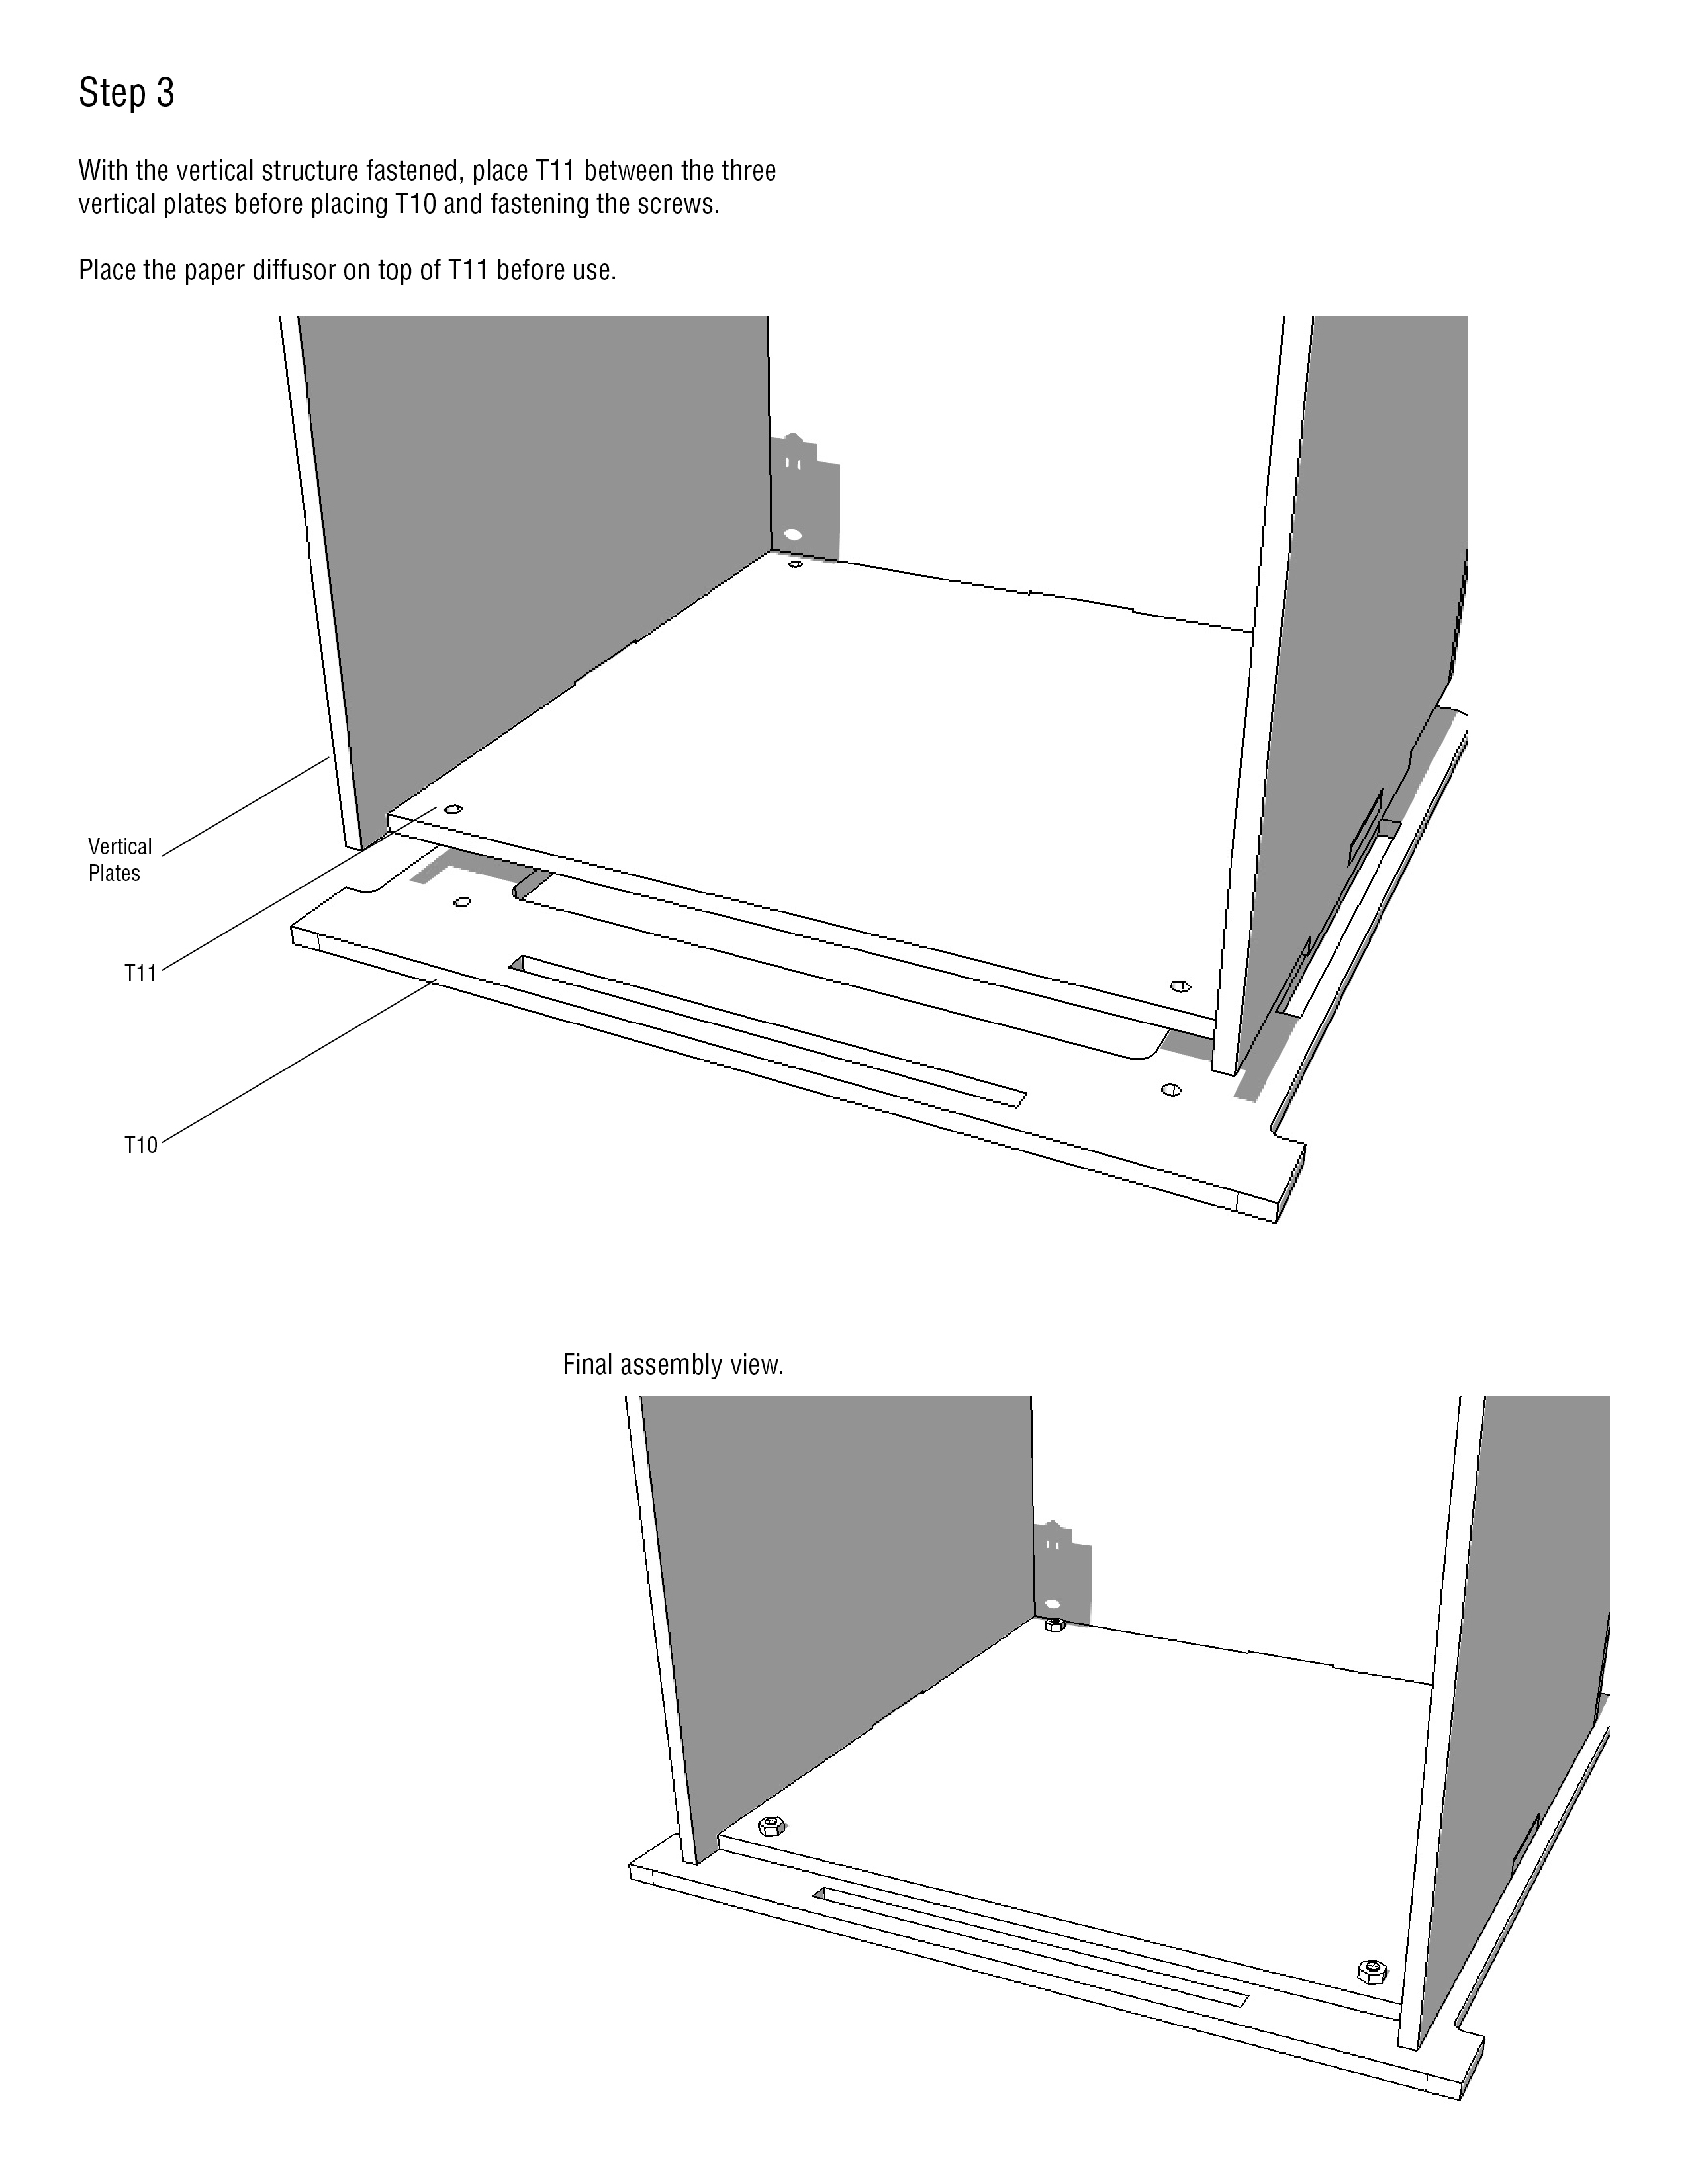 Step 3
With the vertical structure fastened, place T11 between the three
vertical plates before placing T10 and fastening the screws.
Place the paper diffusor on top of T11 before use.
Vertical
Plates
T11
T10
Final assembly view.